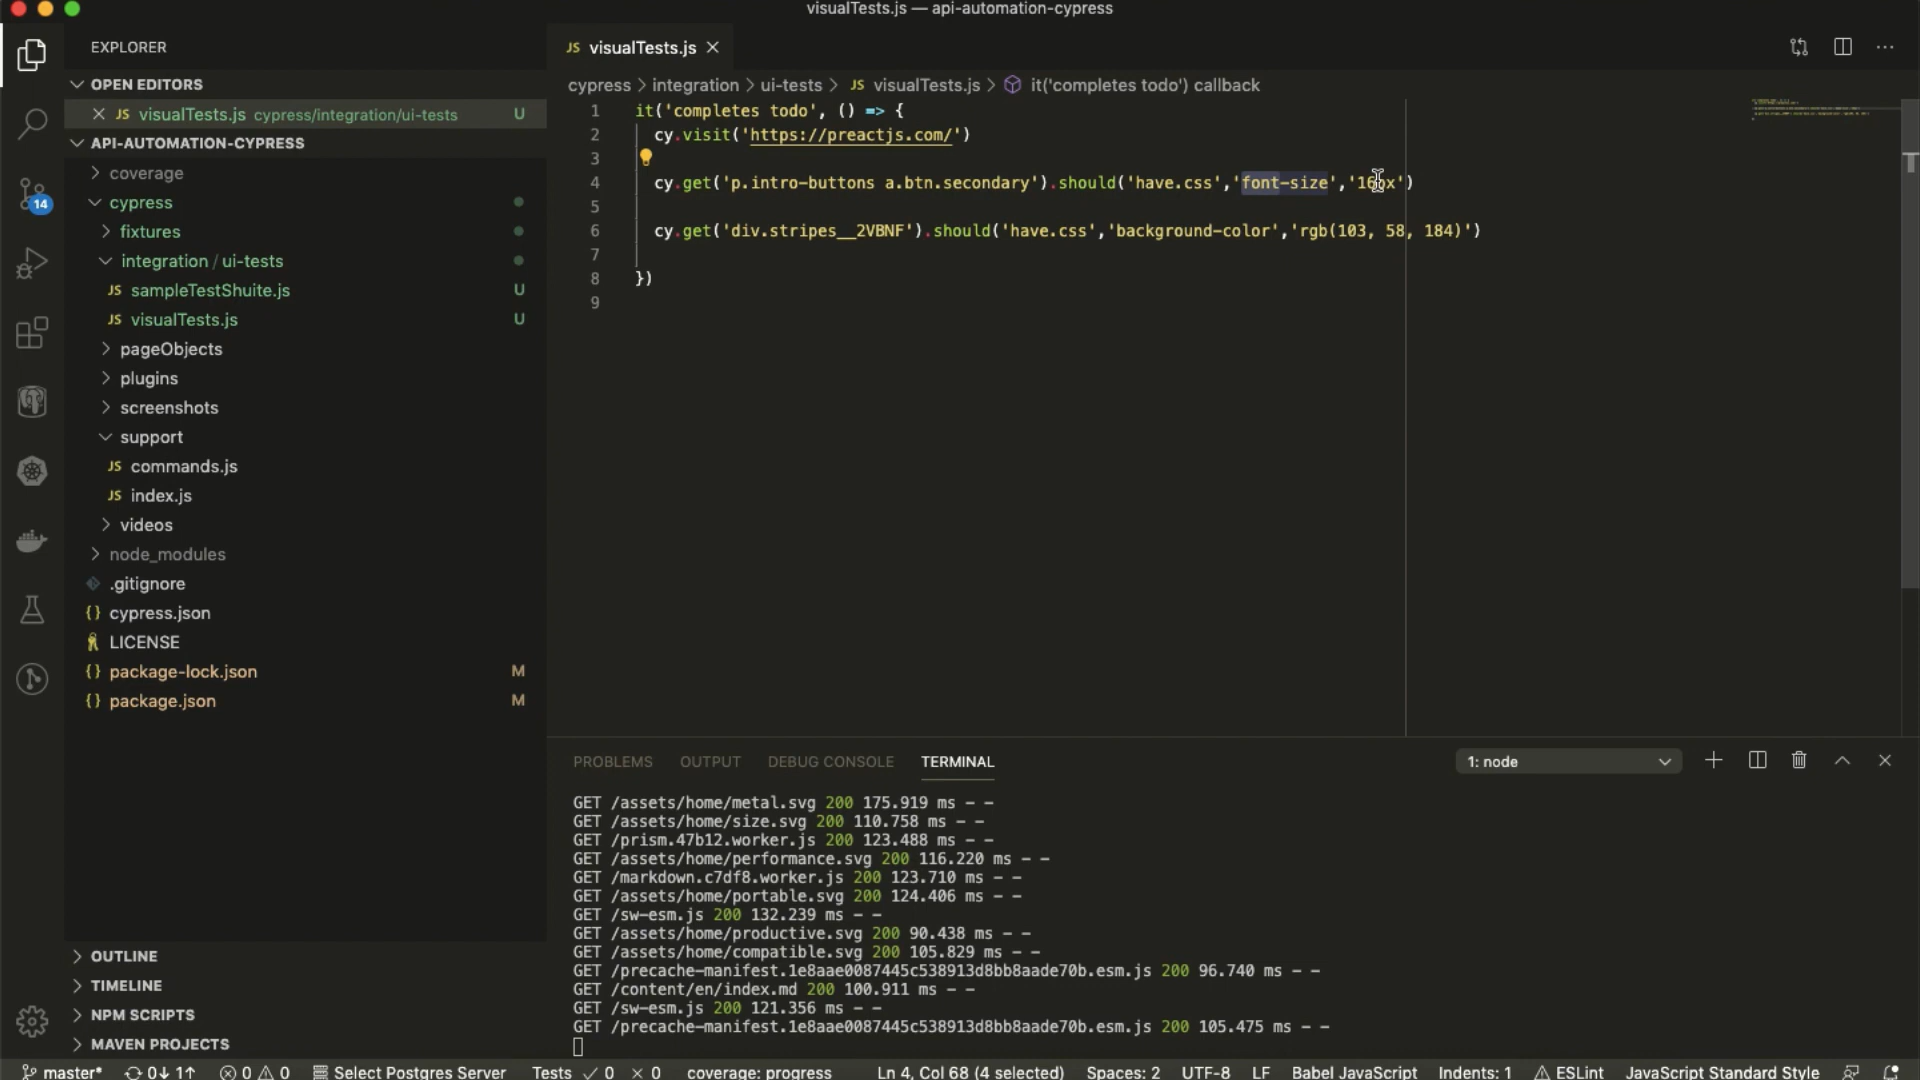 visualTests.js — api-automation-cypress
EXPLORER
OPEN EDITORS
JS visualTests.js cypress/integration/ui-tests U
API-AUTOMATION-CYPRESS
coverage
cypress
fixtures
integration / ui-tests
JS sampleTestShuite.js U
JS visualTests.js U
pageObjects
plugins
screenshots
support
JS commands.js
JS index.js
videos
node_modules
.gitignore
{} cypress.json
LICENSE
{} package-lock.json M
{} package.json M
OUTLINE
TIMELINE
NPM SCRIPTS
MAVEN PROJECTS
14
JS visualTests.js
cypress > integration > ui-tests > JS visualTests.js > it('completes todo') callback
1 it('completes todo', () => {
2 cy.visit('https://preactjs.com/')
3
4 cy.get('p.intro-buttons a.btn.secondary').should('have.css','font-size','16px')
5
6 cy.get('div.stripes__2VBNF').should('have.css','background-color','rgb(103, 58, 184)')
7
8 })
9
PROBLEMS OUTPUT DEBUG CONSOLE TERMINAL 1: node
GET /assets/home/metal.svg 200 175.919 ms - -
GET /assets/home/size.svg 200 110.758 ms - -
GET /prism.47b12.worker.js 200 123.488 ms - -
GET /assets/home/performance.svg 200 116.220 ms - -
GET /markdown.c7df8.worker.js 200 123.710 ms - -
GET /assets/home/portable.svg 200 124.406 ms - -
GET /sw-esm.js 200 132.239 ms - -
GET /assets/home/productive.svg 200 90.438 ms - -
GET /assets/home/compatible.svg 200 105.829 ms - -
GET /precache-manifest.1e8aae0087445c538913d8bb8aade70b.esm.js 200 96.740 ms - -
GET /content/en/index.md 200 100.911 ms - -
GET /sw-esm.js 200 121.356 ms - -
GET /precache-manifest.1e8aae0087445c538913d8bb8aade70b.esm.js 200 105.475 ms - -
master* 0↓ 1↑ 0 0 Select Postgres Server Tests ✓ 0 × 0 coverage: progress Ln 4, Col 68 (4 selected) Spaces: 2 UTF-8 LF Babel JavaScript Indents: 1 ESLint JavaScript Standard Style